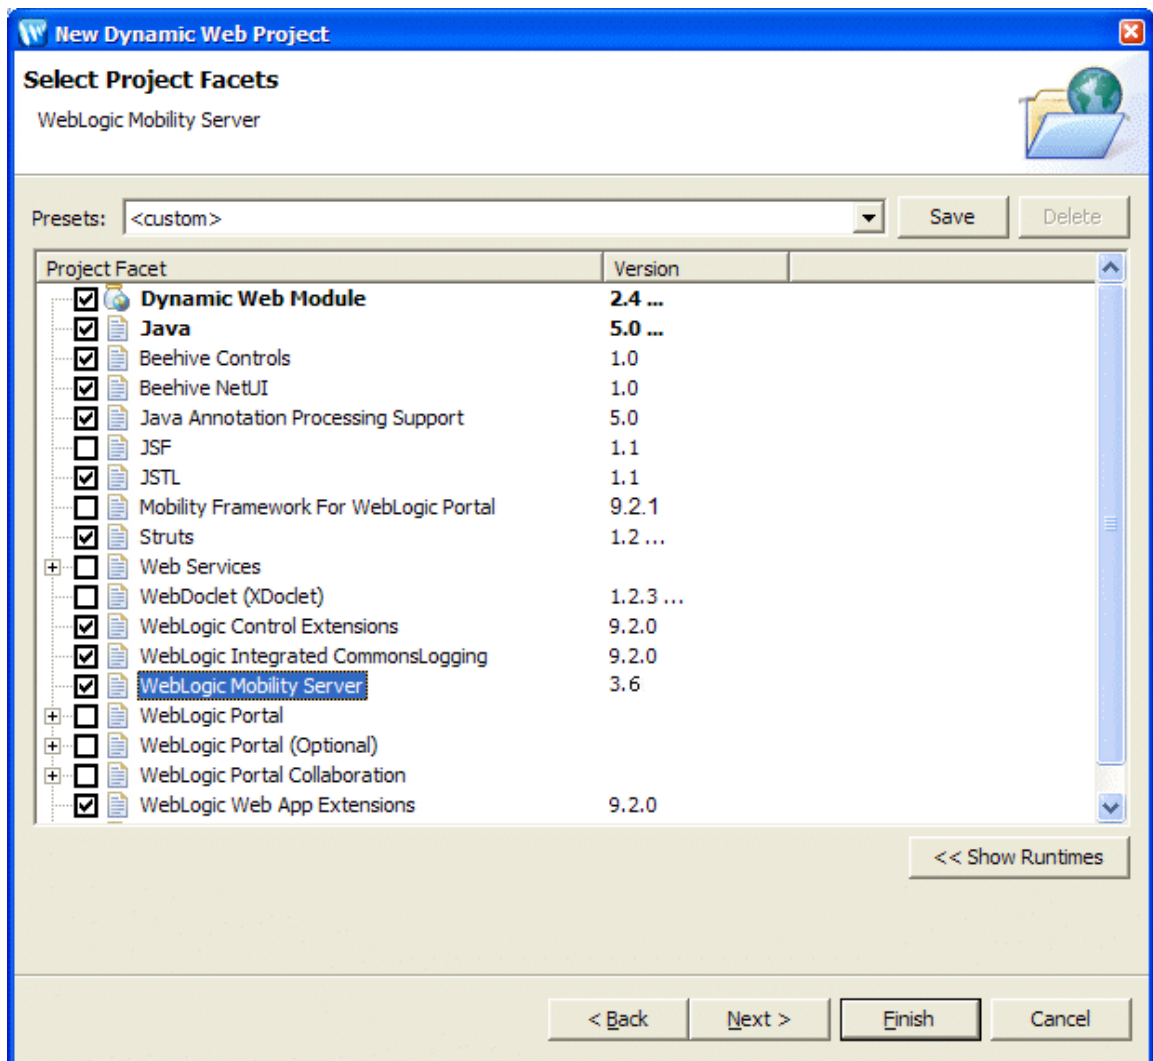 New Dynamic Web Project
Select Project Facets
WebLogic Mobility Server
Presets: <custom> Save Delete
Project Facet Version
Dynamic Web Module 2.4 ...
Java 5.0 ...
Beehive Controls 1.0
Beehive NetUI 1.0
Java Annotation Processing Support 5.0
JSF 1.1
JSTL 1.1
Mobility Framework For WebLogic Portal 9.2.1
Struts 1.2 ...
Web Services
WebDoclet (XDoclet) 1.2.3 ...
WebLogic Control Extensions 9.2.0
WebLogic Integrated CommonsLogging 9.2.0
WebLogic Mobility Server 3.6
WebLogic Portal
WebLogic Portal (Optional)
WebLogic Portal Collaboration
WebLogic Web App Extensions 9.2.0
<< Show Runtimes
< Back Next > Finish Cancel